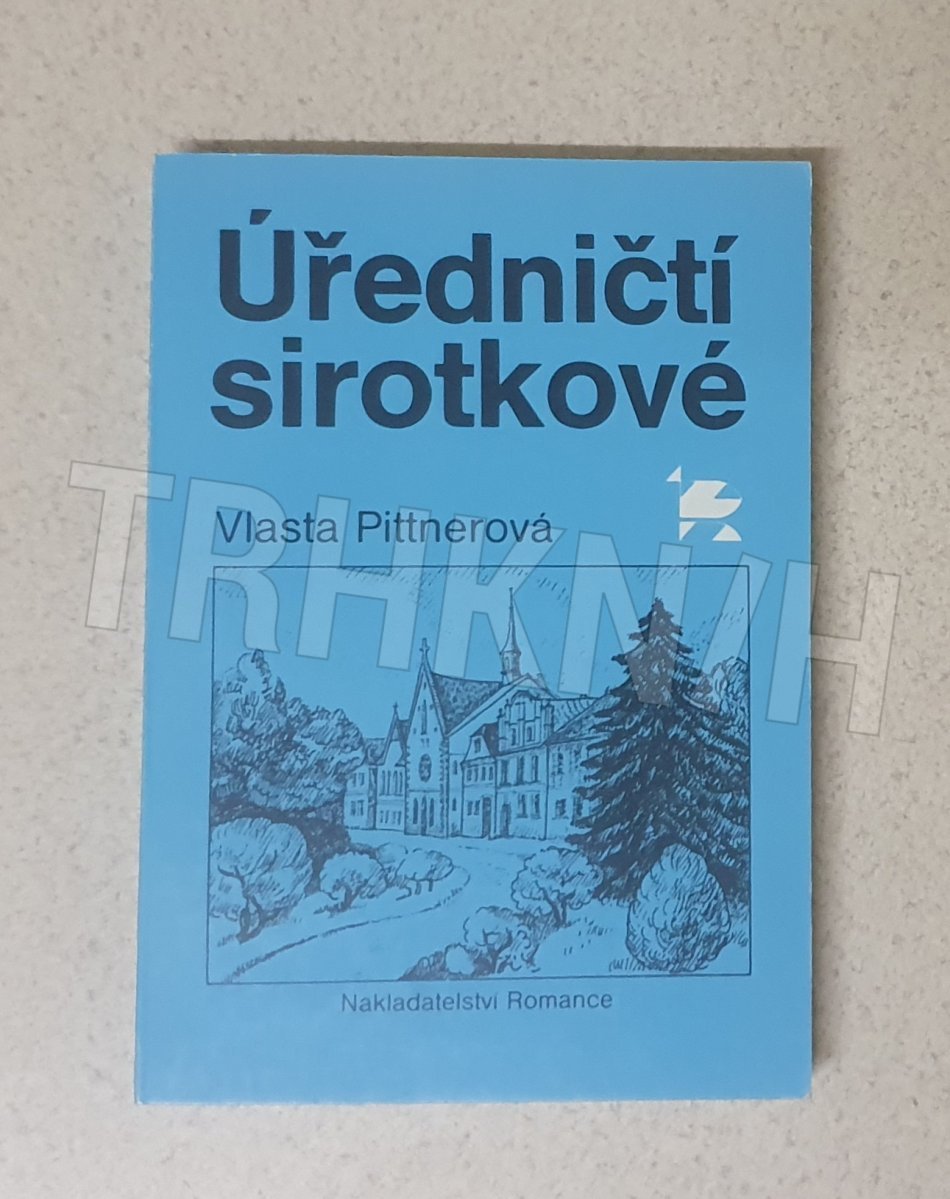 Úředničtí
sirotkové
Vlasta Pittnerová
TRHKNIH
Nakladatelství Romance